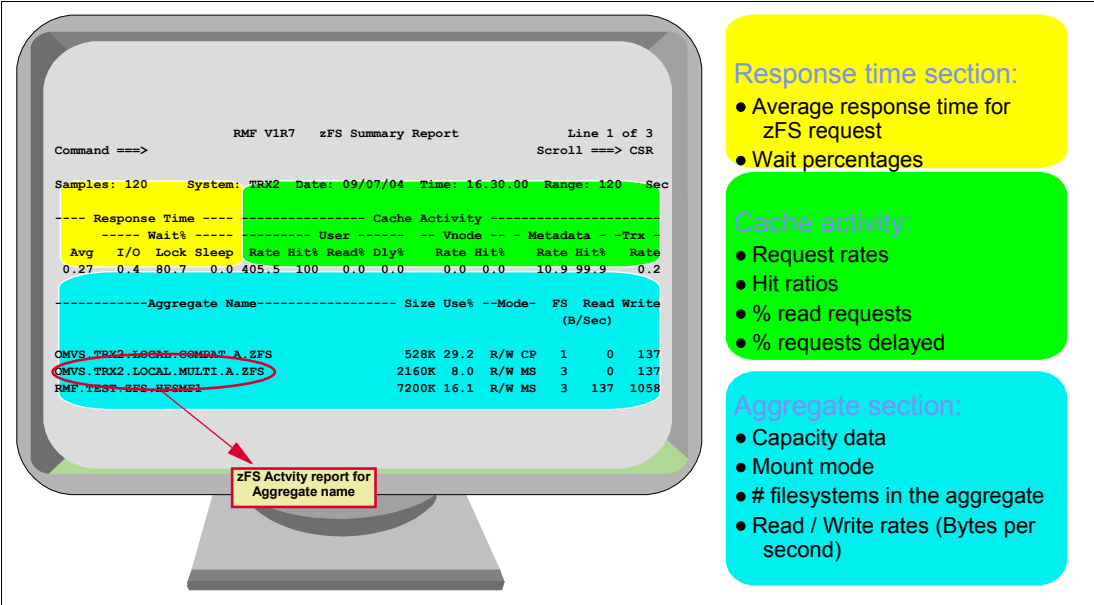 RMF V1R7 zFS Summary Report Line 1 of 3
Command ===> Scroll ===> CSR
Samples: 120 System: TRX2 Date: 09/07/04 Time: 16.30.00 Range: 120 Sec
---- Response Time ---- ---------------- Cache Activity ----------------------
----- Wait% ----- -------- User ------ -- Vnode -- - Metadata - -Trx -
Avg I/O Lock Sleep Rate Hit% Read% Dly% Rate Hit% Rate Hit% Rate
0.27 0.4 80.7 0.0 405.5 100 0.0 0.0 0.0 0.0 10.9 99.9 0.2
-----------Aggregate Name----------------- Size Use% --Mode- FS Read Write
(B/Sec)
OMVS.TRX2.LOCAL.COMPAT.A.ZFS 528K 29.2 R/W CP 1 0 137
OMVS.TRX2.LOCAL.MULTI.A.ZFS 2160K 8.0 R/W MS 3 0 137
RMF.TEST.ZFS.HFSMF1 7200K 16.1 R/W MS 3 137 1058
zFS Actvity report for
Aggregate name
Response time section:
● Average response time for
zFS request
● Wait percentages
Cache activity:
● Request rates
● Hit ratios
● % read requests
● % requests delayed
Aggregate section:
● Capacity data
● Mount mode
● # filesystems in the aggregate
● Read / Write rates (Bytes per
second)